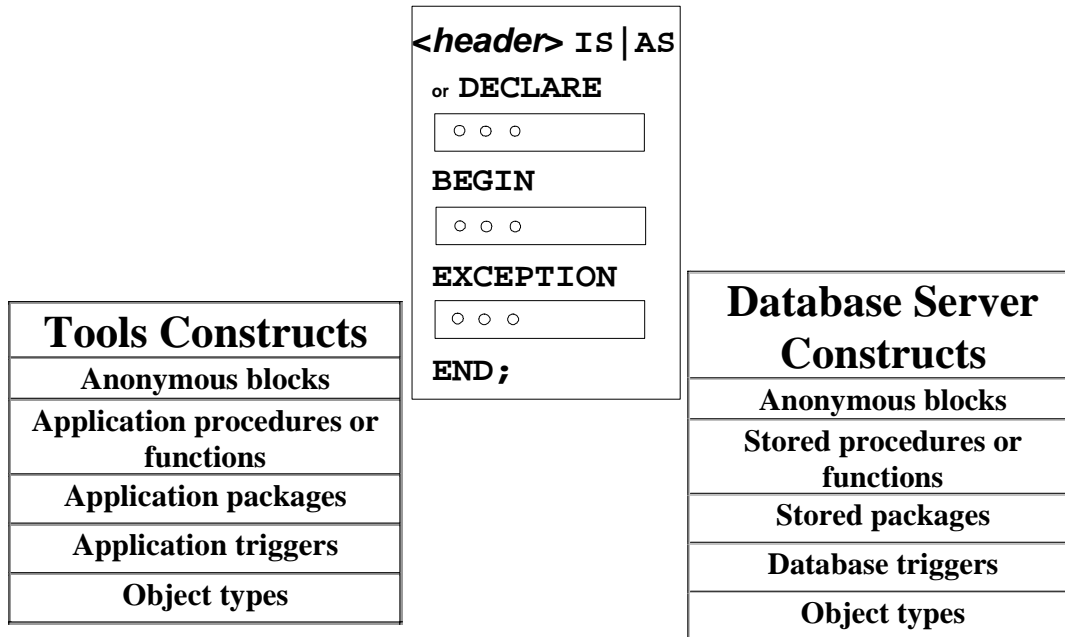 <header> IS|AS
or DECLARE
BEGIN
EXCEPTION
END;
Tools Constructs
Anonymous blocks
Application procedures or
functions
Application packages
Application triggers
Object types
Database Server
Constructs
Anonymous blocks
Stored procedures or
functions
Stored packages
Database triggers
Object types